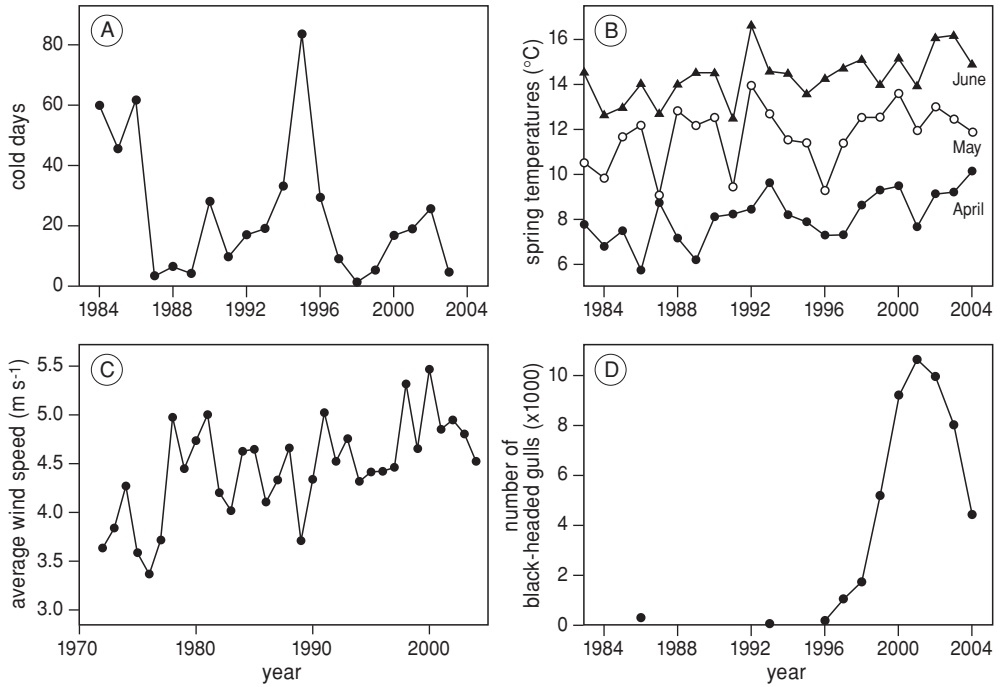 A
cold days
80
60
40
20
0
1984 1988 1992 1996 2000 2004
B
spring temperatures (°C)
16
14
12
10
8
6
June
May
April
1984 1988 1992 1996 2000 2004
C
average wind speed (m s-1)
5.5
5.0
4.5
4.0
3.5
3.0
1970 1980 1990 2000
year
D
number of
black-headed gulls (x1000)
10
8
6
4
2
0
1984 1988 1992 1996 2000 2004
year